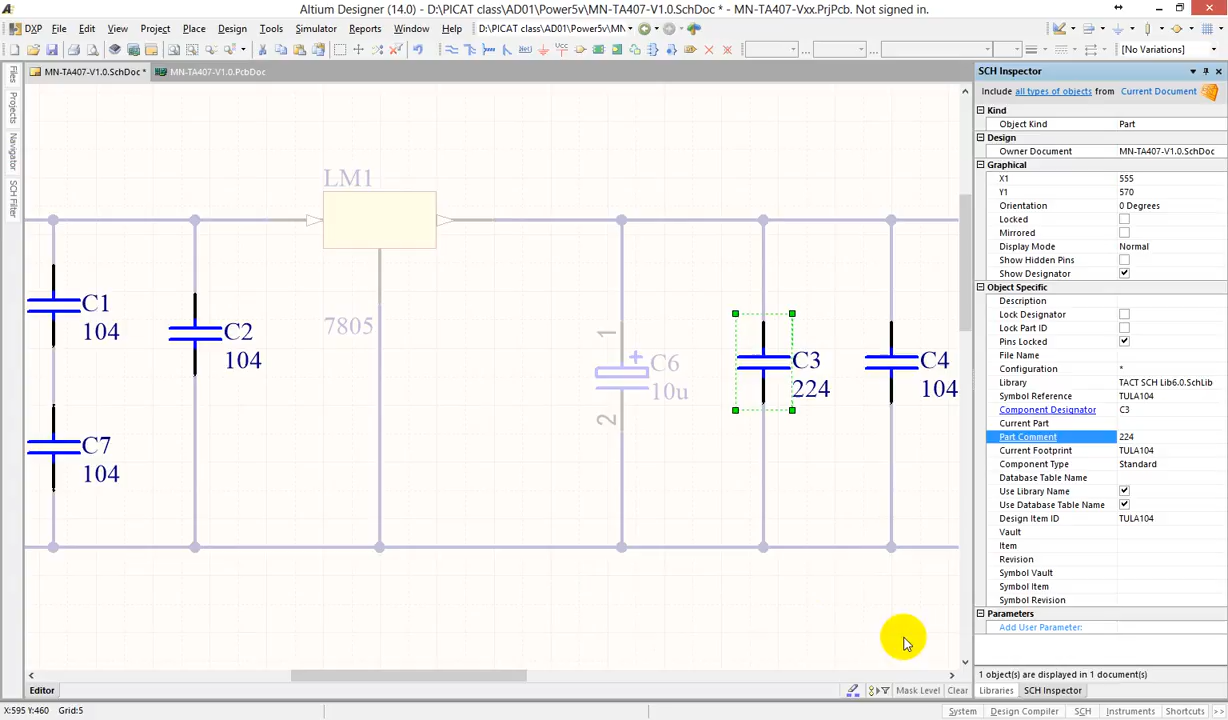 Altium Designer (14.0) - D:\PICAT class\AD01\Power5v\MN-TA407-V1.0.SchDoc * - MN-TA407-Vxx.PrjPcb. Not signed in.
DXP File Edit View Project Place Design Tools Simulator Reports Window Help D:\PICAT class\AD01\Power5v\MN
[No Variations]
MN-TA407-V1.0.SchDoc * MN-TA407-V1.0.PcbDoc
Files
Projects
Navigator
SCH Filter
LM1
7805
C1
104
C2
104
C7
104
1
C6
10u
2
C3
224
C4
104
SCH Inspector
Include all types of objects from Current Document
Kind
Object Kind Part
Design
Owner Document MN-TA407-V1.0.SchDoc
Graphical
X1 555
Y1 570
Orientation 0 Degrees
Locked
Mirrored
Display Mode Normal
Show Hidden Pins
Show Designator
Object Specific
Description
Lock Designator
Lock Part ID
Pins Locked
File Name
Configuration *
Library TACT SCH Lib6.0.SchLib
Symbol Reference TULA104
Component Designator C3
Current Part
Part Comment 224
Current Footprint TULA104
Component Type Standard
Database Table Name
Use Library Name
Use Database Table Name
Design Item ID TULA104
Vault
Item
Revision
Symbol Vault
Symbol Item
Symbol Revision
Parameters
Add User Parameter:
1 object(s) are displayed in 1 document(s)
Editor Mask Level Clear Libraries SCH Inspector
X:595 Y:460 Grid:5 System Design Compiler SCH Instruments Shortcuts >>